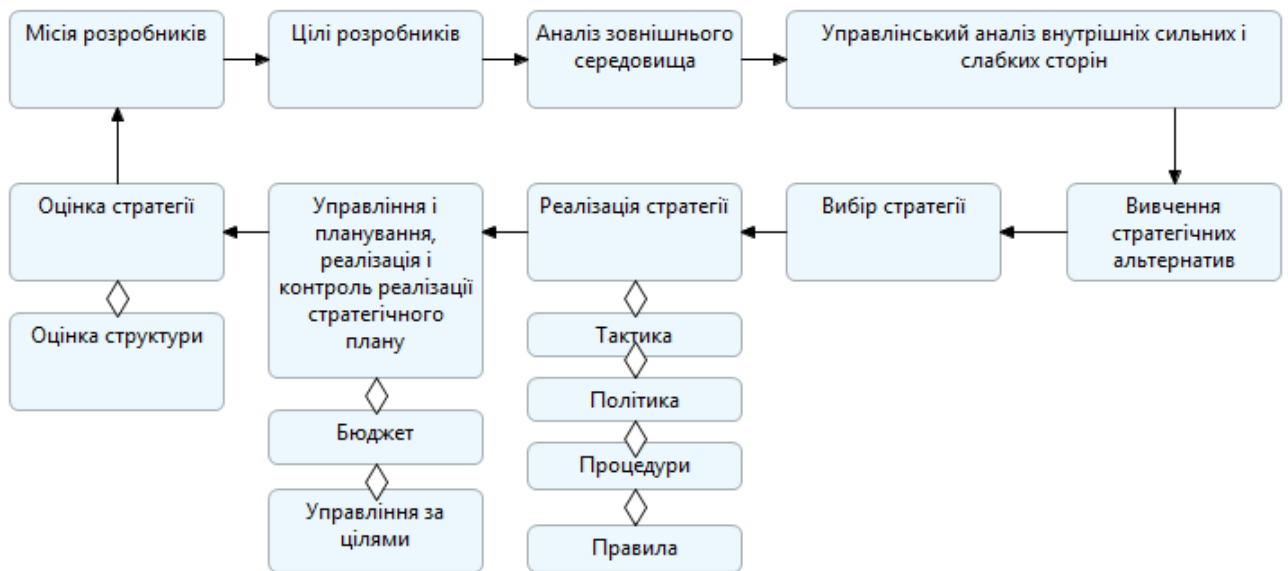 Місія розробників
Цілі розробників
Аналіз зовнішнього
середовища
Управлінський аналіз внутрішніх сильних і
слабких сторін
Оцінка стратегії
Управління і
планування,
реалізація і
контроль реалізації
стратегічного
плану
Реалізація стратегії
Вибір стратегії
Вивчення
стратегічних
альтернатив
Оцінка структури
Тактика
Політика
Бюджет
Процедури
Управління за
цілями
Правила